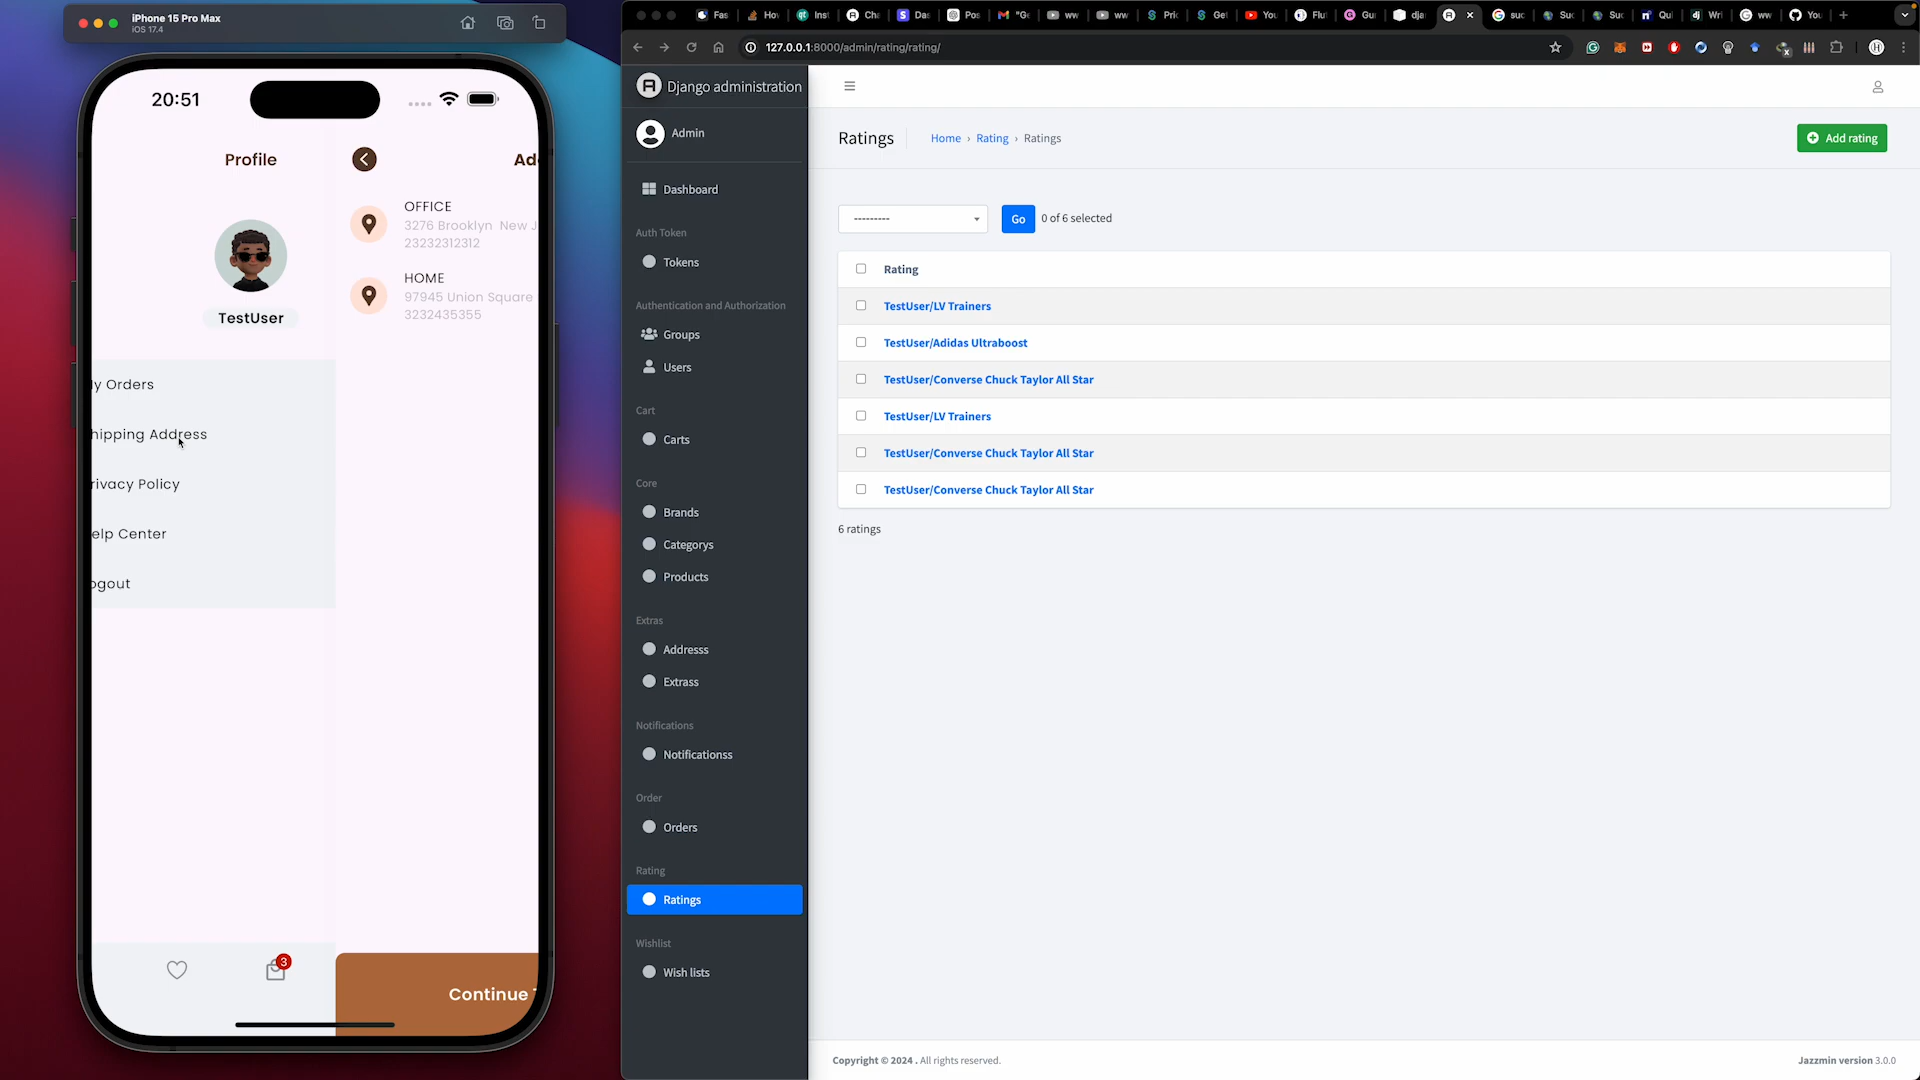 iPhone 15 Pro Max
iOS 17.4
20:51
Profile
OFFICE
3276 Brooklyn New J
23232312312
HOME
97945 Union Square
3232435355
TestUser
y Orders
hipping Address
rivacy Policy
elp Center
ogout
3
Continue
127.0.0.1:8000/admin/rating/rating/
Django administration
Admin
Dashboard
Auth Token
Tokens
Authentication and Authorization
Groups
Users
Cart
Carts
Core
Brands
Categorys
Products
Extras
Addresss
Extrass
Notifications
Notificationss
Order
Orders
Rating
Ratings
Wishlist
Wish lists
Ratings
Home › Rating › Ratings
Add rating
---------
Go
0 of 6 selected
Rating
TestUser/LV Trainers
TestUser/Adidas Ultraboost
TestUser/Converse Chuck Taylor All Star
TestUser/LV Trainers
TestUser/Converse Chuck Taylor All Star
TestUser/Converse Chuck Taylor All Star
6 ratings
Copyright © 2024 . All rights reserved.
Jazzmin version 3.0.0